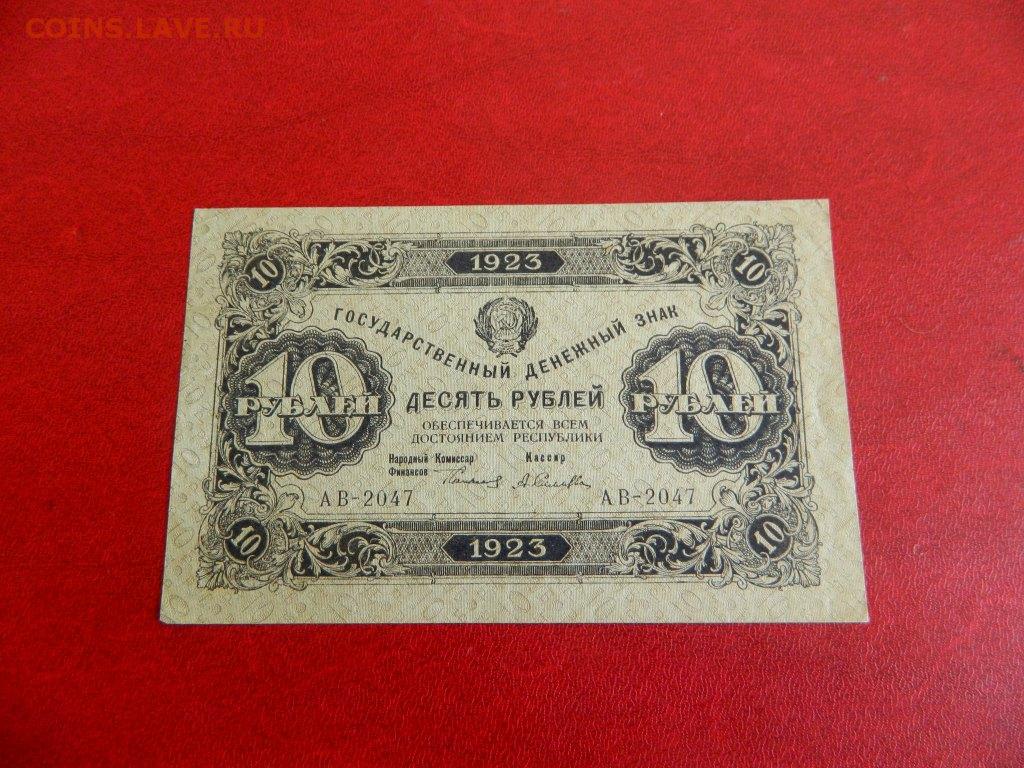 COINS.LAVE.RU
1923
10 10
ГОСУДАРСТВЕННЫЙ ДЕНЕЖНЫЙ ЗНАК
10 10
РУБЛЕЙ РУБЛЕЙ
ДЕСЯТЬ РУБЛЕЙ
ОБЕСПЕЧИВАЕТСЯ ВСЕМ
ДОСТОЯНИЕМ РЕСПУБЛИКИ
Народный Комиссар Кассир
Финансов
АВ-2047 АВ-2047
10 10
1923